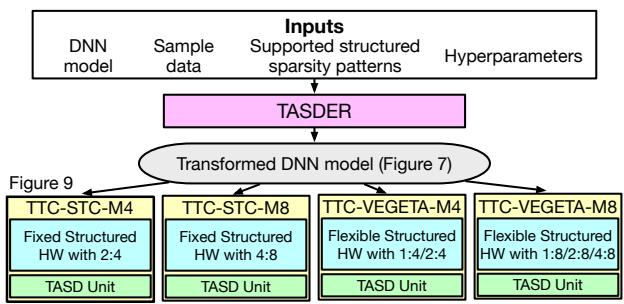 Inputs
DNN model
Sample data
Supported structured sparsity patterns
Hyperparameters
TASDER
Transformed DNN model (Figure 7)
Figure 9
TTC-STC-M4
Fixed Structured
HW with 2:4
TASD Unit
TTC-STC-M8
Fixed Structured
HW with 4:8
TASD Unit
TTC-VEGETA-M4
Flexible Structured
HW with 1:4/2:4
TASD Unit
TTC-VEGETA-M8
Flexible Structured
HW with 1:8/2:8/4:8
TASD Unit